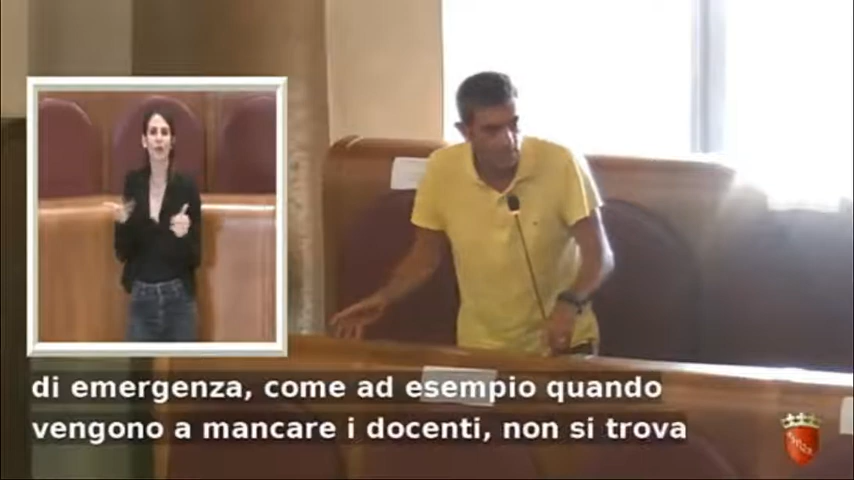 di emergenza, come ad esempio quando
vengono a mancare i docenti, non si trova